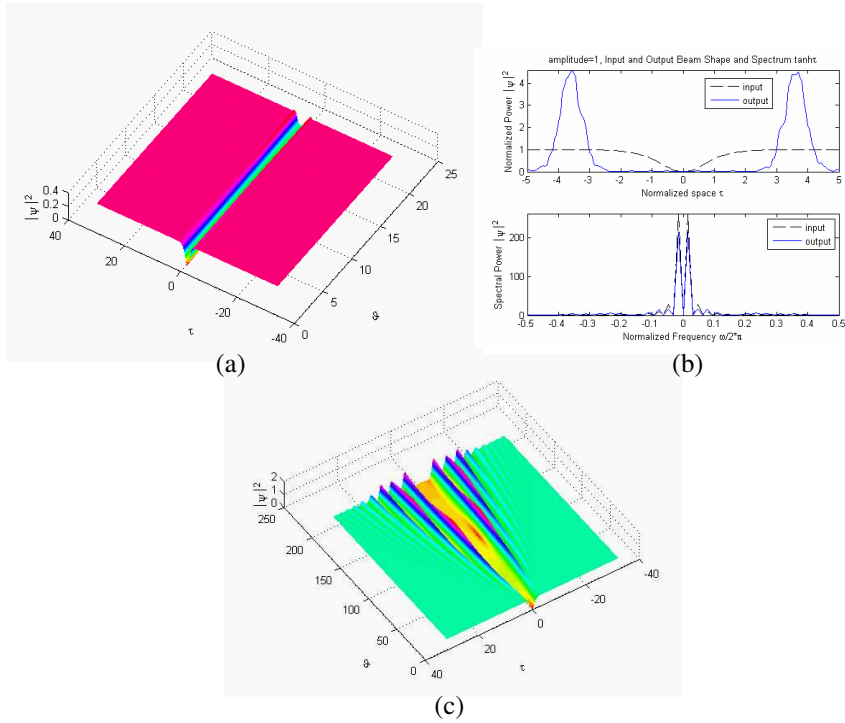 0.4
0.2
0
|ψ|²
40
20
0
-20
-40
τ
0
5
10
15
20
25
ϑ
(a)
amplitude=1, Input and Output Beam Shape and Spectrum tanhτ
Normalized Power |ψ|²
4
3
2
1
0
input
output
-5 -4 -3 -2 -1 0 1 2 3 4 5
Normalized space τ
Spectral Power |ψ|²
200
100
0
input
output
-0.5 -0.4 -0.3 -0.2 -0.1 0 0.1 0.2 0.3 0.4 0.5
Normalized Frequency ω/2*π
(b)
2
1
0
|ψ|²
250
200
150
100
50
0
ϑ
40
20
0
-20
-40
τ
(c)